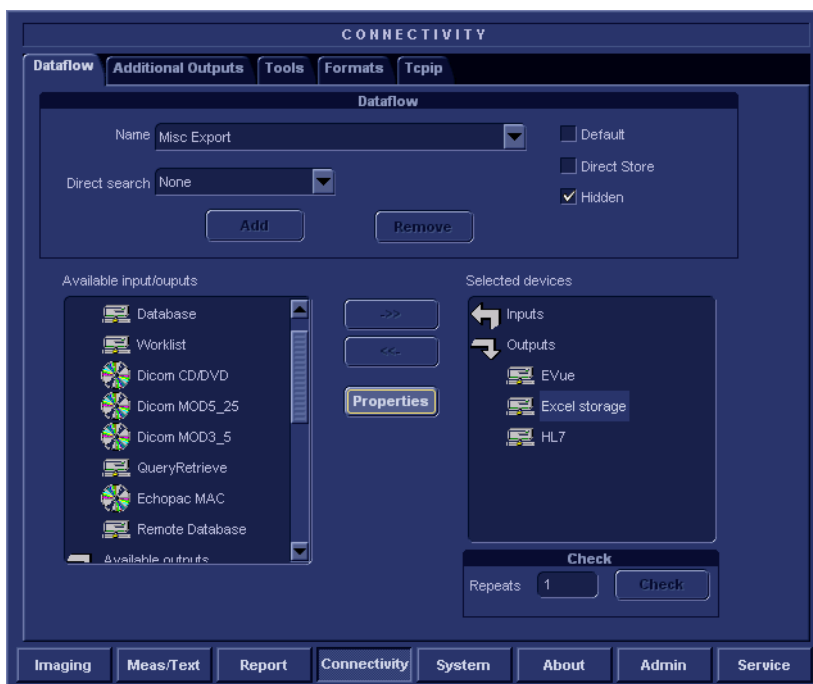 CONNECTIVITY
Dataflow Additional Outputs Tools Formats Tcpip
Dataflow
Name Misc Export
Default
Direct Store
Direct search None
Hidden
Add Remove
Available input/ouputs
Selected devices
Database
Worklist
Dicom CD/DVD
Dicom MOD5_25
Dicom MOD3_5
QueryRetrieve
Echopac MAC
Remote Database
Available outputs
->>
<<-
Properties
Inputs
Outputs
EVue
Excel storage
HL7
Check
Repeats 1 Check
Imaging Meas/Text Report Connectivity System About Admin Service